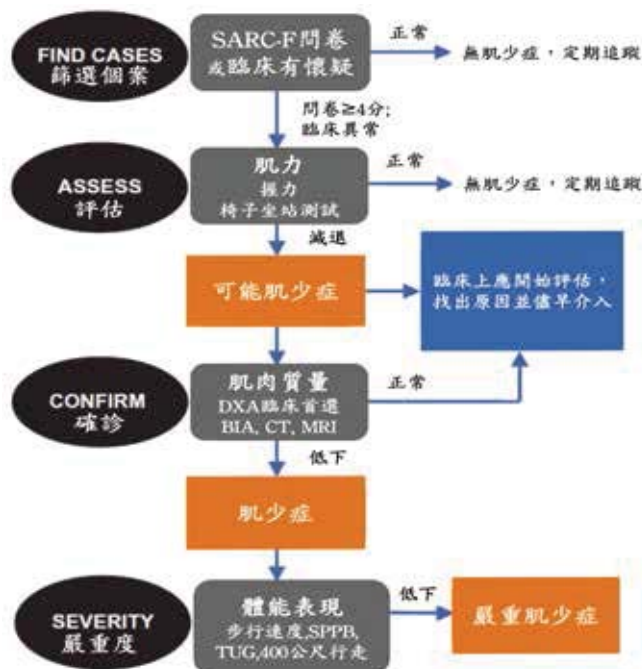 FIND CASES
篩選個案
SARC-F問卷
或臨床有懷疑
正常
無肌少症，定期追蹤
問卷≥4分;
臨床異常
ASSESS
評估
肌力
握力
椅子坐站測試
正常
無肌少症，定期追蹤
減退
可能肌少症
臨床上應開始評估，
找出原因並儘早介入
CONFIRM
確診
肌肉質量
DXA臨床首選
BIA, CT, MRI
正常
低下
肌少症
SEVERITY
嚴重度
體能表現
步行速度,SPPB,
TUG,400公尺行走
低下
嚴重肌少症